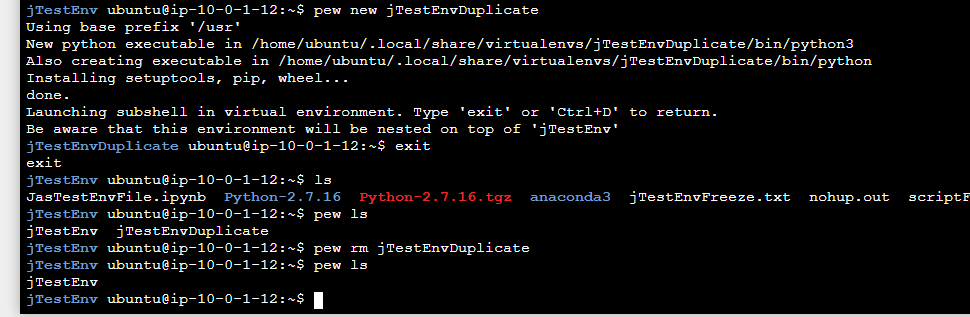 jTestEnv ubuntu@ip-10-0-1-12:~$ pew new jTestEnvDuplicate
Using base prefix '/usr'
New python executable in /home/ubuntu/.local/share/virtualenvs/jTestEnvDuplicate/bin/python3
Also creating executable in /home/ubuntu/.local/share/virtualenvs/jTestEnvDuplicate/bin/python
Installing setuptools, pip, wheel...
done.
Launching subshell in virtual environment. Type 'exit' or 'Ctrl+D' to return.
Be aware that this environment will be nested on top of 'jTestEnv'
jTestEnvDuplicate ubuntu@ip-10-0-1-12:~$ exit
exit
jTestEnv ubuntu@ip-10-0-1-12:~$ ls
JasTestEnvFile.ipynb  Python-2.7.16  Python-2.7.16.tgz  anaconda3  jTestEnvFreeze.txt  nohup.out  scriptF
jTestEnv ubuntu@ip-10-0-1-12:~$ pew ls
jTestEnv  jTestEnvDuplicate
jTestEnv ubuntu@ip-10-0-1-12:~$ pew rm jTestEnvDuplicate
jTestEnv ubuntu@ip-10-0-1-12:~$ pew ls
jTestEnv
jTestEnv ubuntu@ip-10-0-1-12:~$